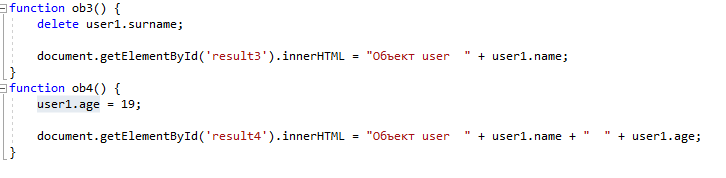 function ob3() {
    delete user1.surname;
    document.getElementById('result3').innerHTML = "Объект user  " + user1.name;
}
function ob4() {
    user1.age = 19;
    document.getElementById('result4').innerHTML = "Объект user  " + user1.name + "  " + user1.age;
}